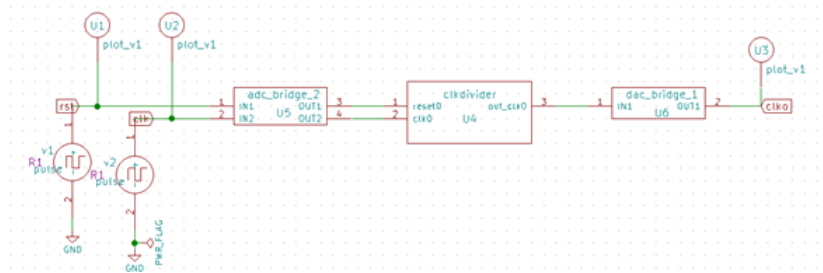 U1
plot_v1
U2
plot_v1
U3
plot_v1
rst
clk
1 IN1 adc_bridge_2 OUT1 3
2 IN2 U5 OUT2 4
clkdivider
1 reset0 out_clk0 3
2 clk0 U4
dac_bridge_1
1 IN1 OUT1 2
U6
clko
1
v1
R1
pulse
2
GND
1
v2
R1
pulse
2
PWR_FLAG
GND